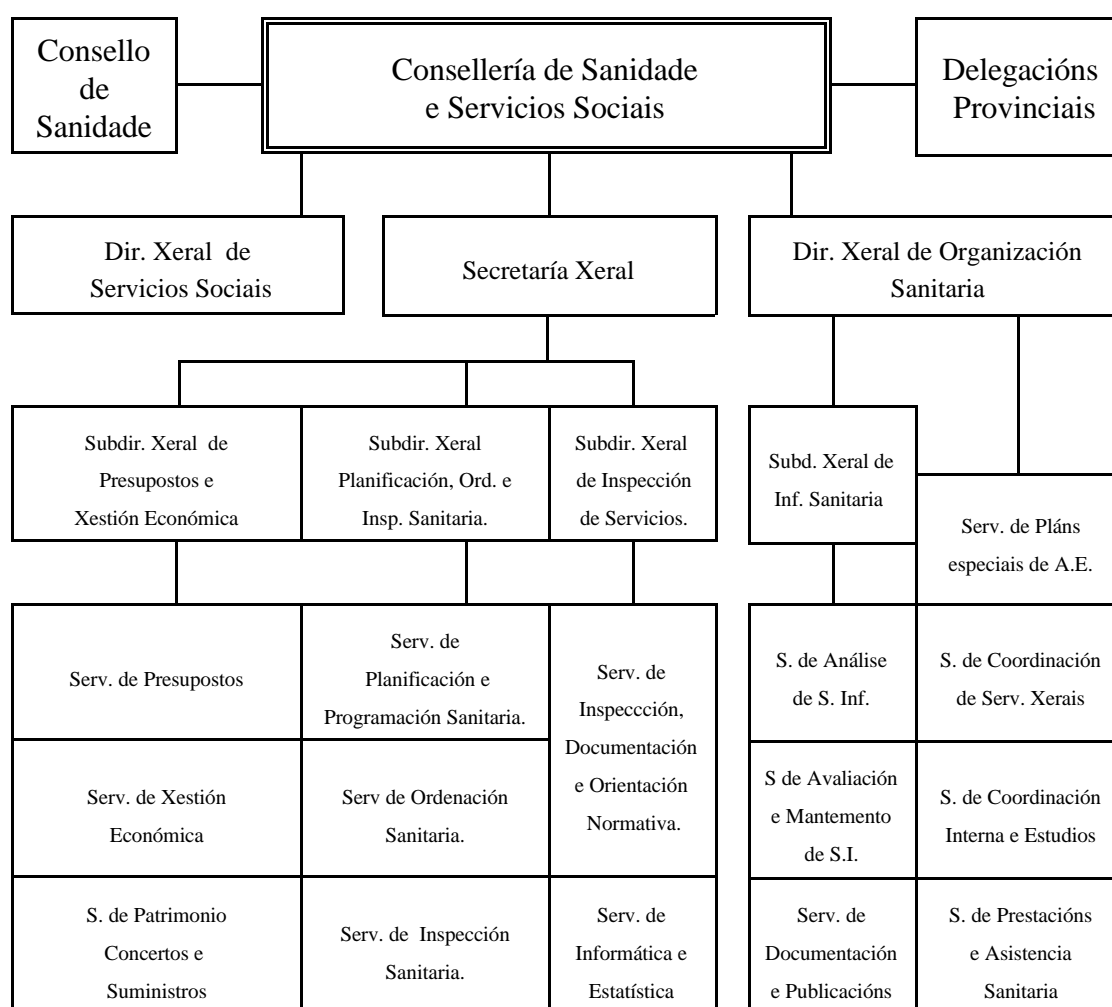 Consello
de
Sanidade
Consellería de Sanidade
e Servicios Sociais
Delegacións
Provinciais
Dir. Xeral de
Servicios Sociais
Secretaría Xeral
Dir. Xeral de Organización
Sanitaria
Subdir. Xeral de
Presupostos e
Xestión Económica
Subdir. Xeral
Planificación, Ord. e
Insp. Sanitaria.
Subdir. Xeral
de Inspección
de Servicios.
Subd. Xeral de
Inf. Sanitaria
Serv. de Pláns
especiais de A.E.
Serv. de Presupostos
Serv. de
Planificación e
Programación Sanitaria.
Serv. de
Inspeccción,
Documentación
e Orientación
Normativa.
S. de Análise
de S. Inf.
S. de Coordinación
de Serv. Xerais
Serv. de Xestión
Económica
Serv de Ordenación
Sanitaria.
S de Avaliación
e Mantemento
de S.I.
S. de Coordinación
Interna e Estudios
S. de Patrimonio
Concertos e
Suministros
Serv. de Inspección
Sanitaria.
Serv. de
Informática e
Estatística
Serv. de
Documentación
e Publicacións
S. de Prestacións
e Asistencia
Sanitaria